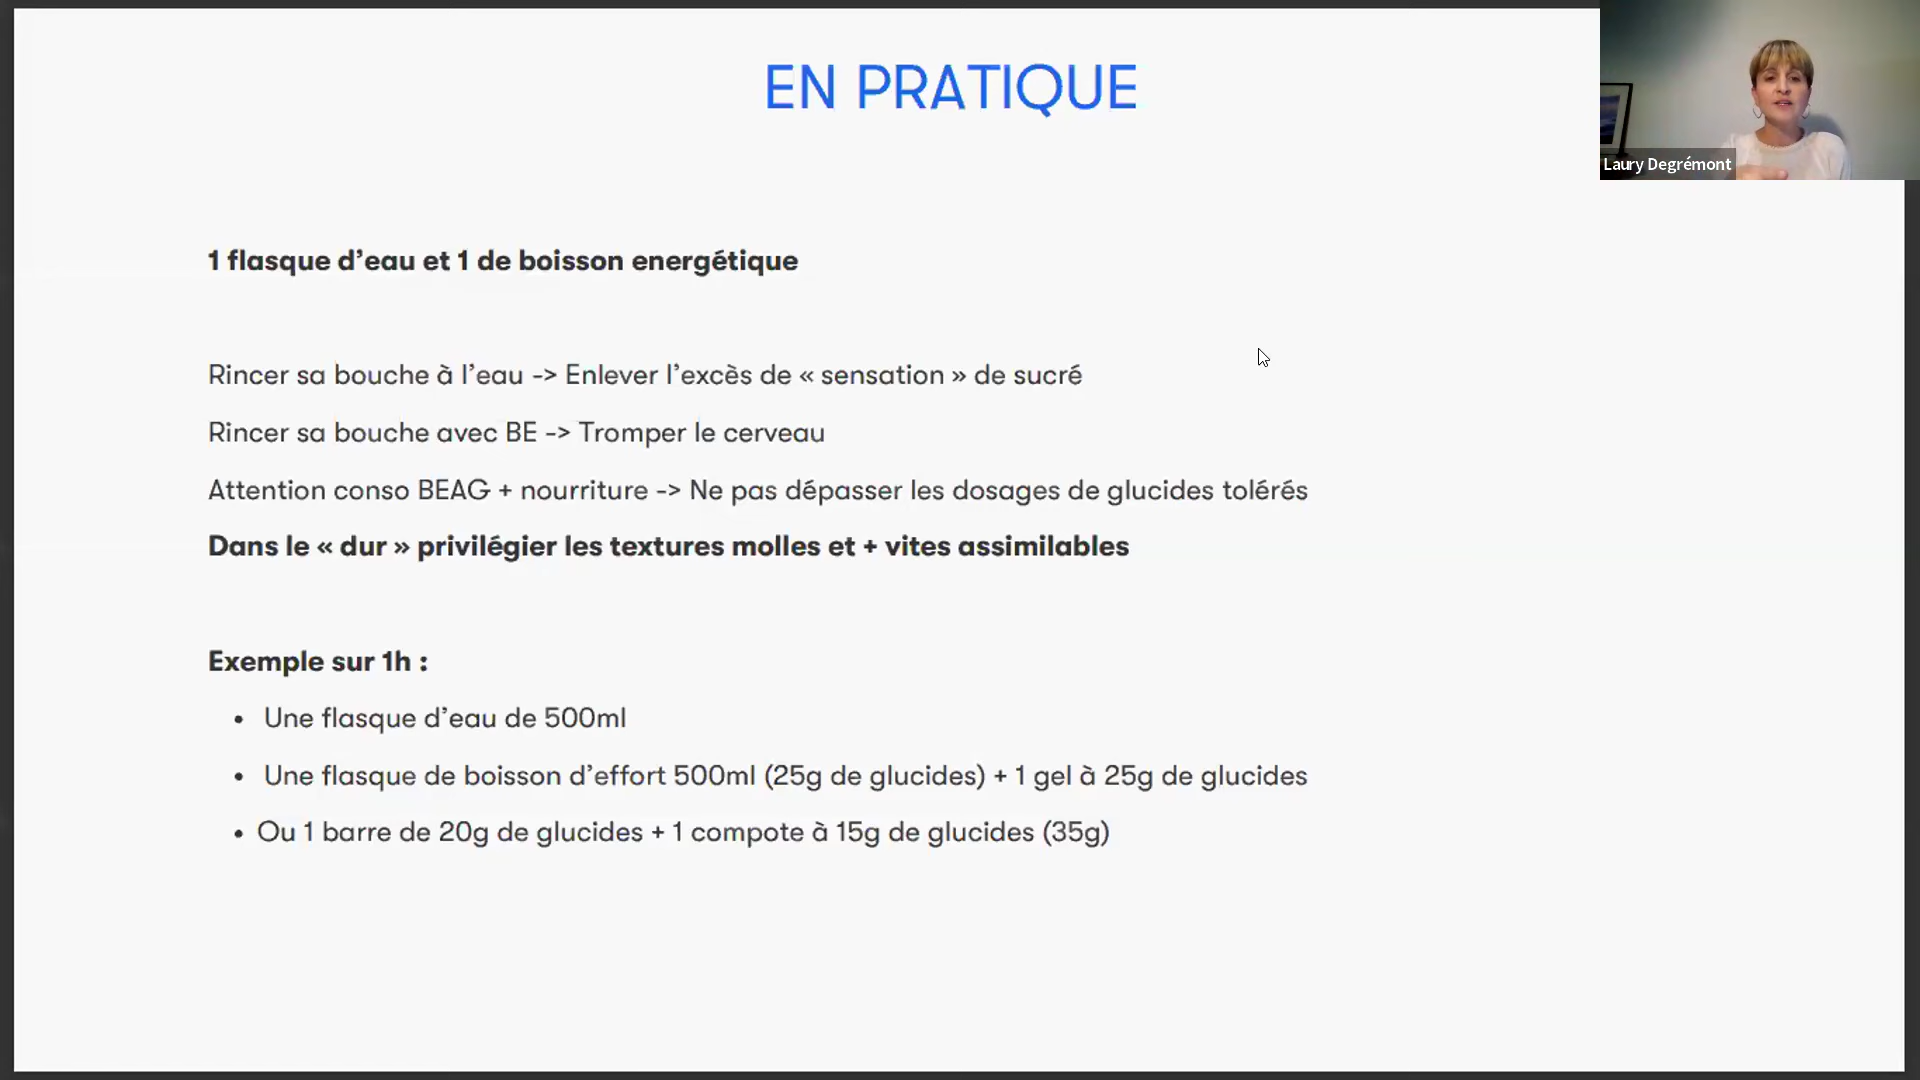 EN PRATIQUE
Laury Degrémont
1 flasque d’eau et 1 de boisson energétique
Rincer sa bouche à l’eau -> Enlever l’excès de « sensation » de sucré
Rincer sa bouche avec BE -> Tromper le cerveau
Attention conso BEAG + nourriture -> Ne pas dépasser les dosages de glucides tolérés
Dans le « dur » privilégier les textures molles et + vites assimilables
Exemple sur 1h :
• Une flasque d’eau de 500ml
• Une flasque de boisson d’effort 500ml (25g de glucides) + 1 gel à 25g de glucides
• Ou 1 barre de 20g de glucides + 1 compote à 15g de glucides (35g)